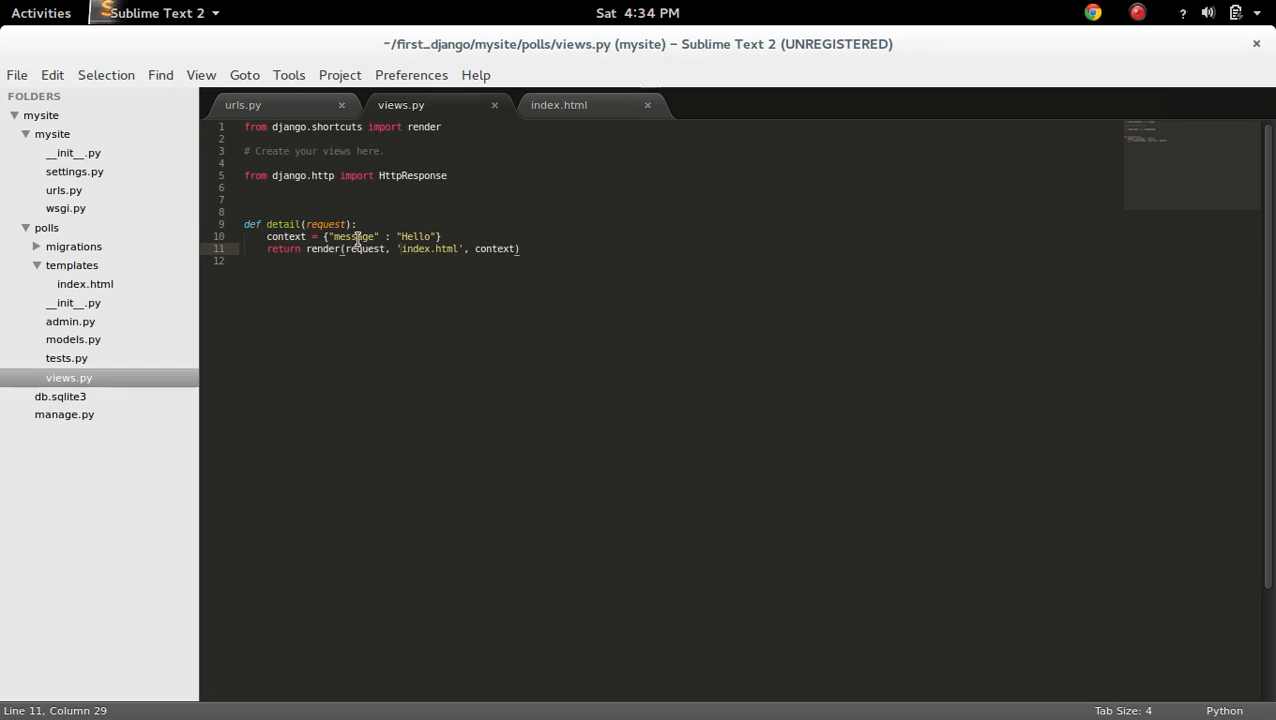 Activities Sublime Text 2 Sat 4:34 PM ?
~/first_django/mysite/polls/views.py (mysite) – Sublime Text 2 (UNREGISTERED) ×
File Edit Selection Find View Goto Tools Project Preferences Help
FOLDERS
mysite
mysite
__init__.py
settings.py
urls.py
wsgi.py
polls
migrations
templates
index.html
__init__.py
admin.py
models.py
tests.py
views.py
db.sqlite3
manage.py
urls.py × views.py × index.html ×
1 from django.shortcuts import render
2
3 # Create your views here.
4
5 from django.http import HttpResponse
6
7
8
9 def detail(request):
10 context = {"message" : "Hello"}
11 return render(request, 'index.html', context)
12
Line 11, Column 29 Tab Size: 4 Python